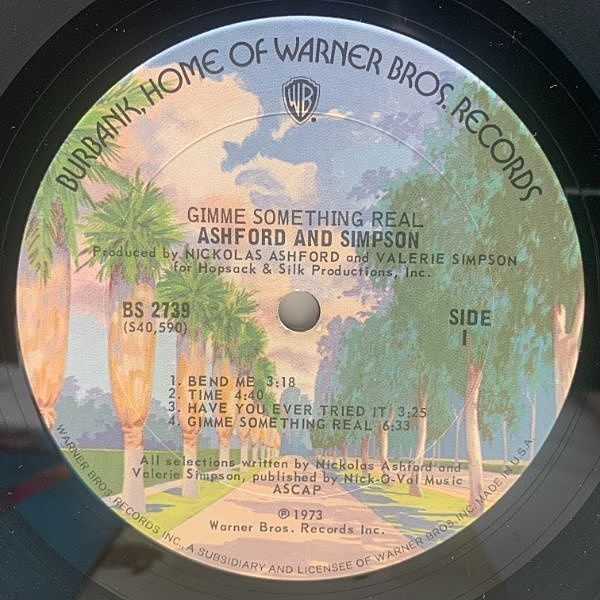 BURBANK, HOME OF WARNER BROS. RECORDS
WB
GIMME SOMETHING REAL
ASHFORD AND SIMPSON
Produced by NICKOLAS ASHFORD and VALERIE SIMPSON
for Hopsack & Silk Productions, Inc.
BS 2739
(S40,590)
SIDE
1
1. BEND ME 3:18
2. TIME 4:40
3. HAVE YOU EVER TRIED IT 3:25
4. GIMME SOMETHING REAL 6:33
All selections written by Nickolas Ashford and
Valerie Simpson, published by Nick-O-Val Music
ASCAP
℗ 1973
Warner Bros. Records Inc.
WARNER BROS. RECORDS INC., A SUBSIDIARY AND LICENSEE OF WARNER BROS. INC. MADE IN U.S.A.